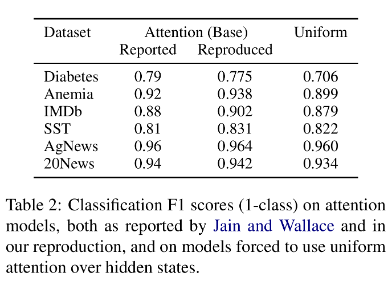 Dataset Attention (Base) Uniform
Reported Reproduced
Diabetes 0.79 0.775 0.706
Anemia 0.92 0.938 0.899
IMDb 0.88 0.902 0.879
SST 0.81 0.831 0.822
AgNews 0.96 0.964 0.960
20News 0.94 0.942 0.934
Table 2: Classification F1 scores (1-class) on attention
models, both as reported by Jain and Wallace and in
our reproduction, and on models forced to use uniform
attention over hidden states.